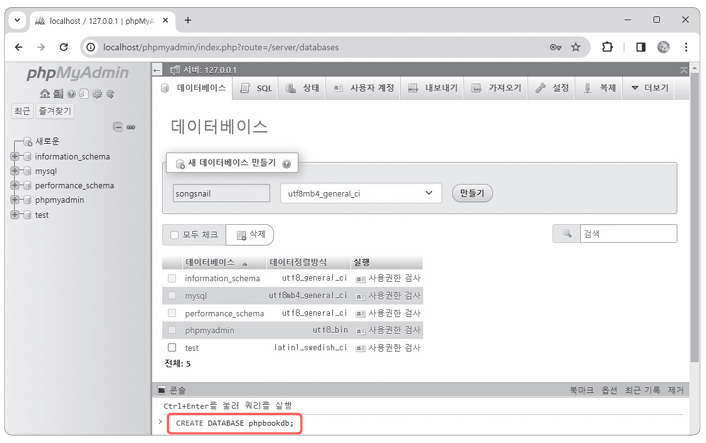 localhost / 127.0.0.1 | phpM
localhost/phpmyadmin/index.php?route=/server/databases
phpMyAdmin
최근 즐겨찾기
새로운
information_schema
mysql
performance_schema
phpmyadmin
test
서버: 127.0.0.1
데이터베이스 SQL 상태 사용자 계정 내보내기 가져오기 설정 복제 더보기
데이터베이스
새 데이터베이스 만들기
songsnail utf8mb4_general_ci 만들기
모두 체크 삭제 검색
데이터베이스 데이터정렬방식 실행
information_schema utf8_general_ci 사용권한 검사
mysql utf8mb4_general_ci 사용권한 검사
performance_schema utf8_general_ci 사용권한 검사
phpmyadmin utf8_bin 사용권한 검사
test latin1_swedish_ci 사용권한 검사
전체: 5
콘솔 북마크 옵션 최근 기록 제거
Ctrl+Enter를 눌러 쿼리를 실행
> CREATE DATABASE phpbookdb;